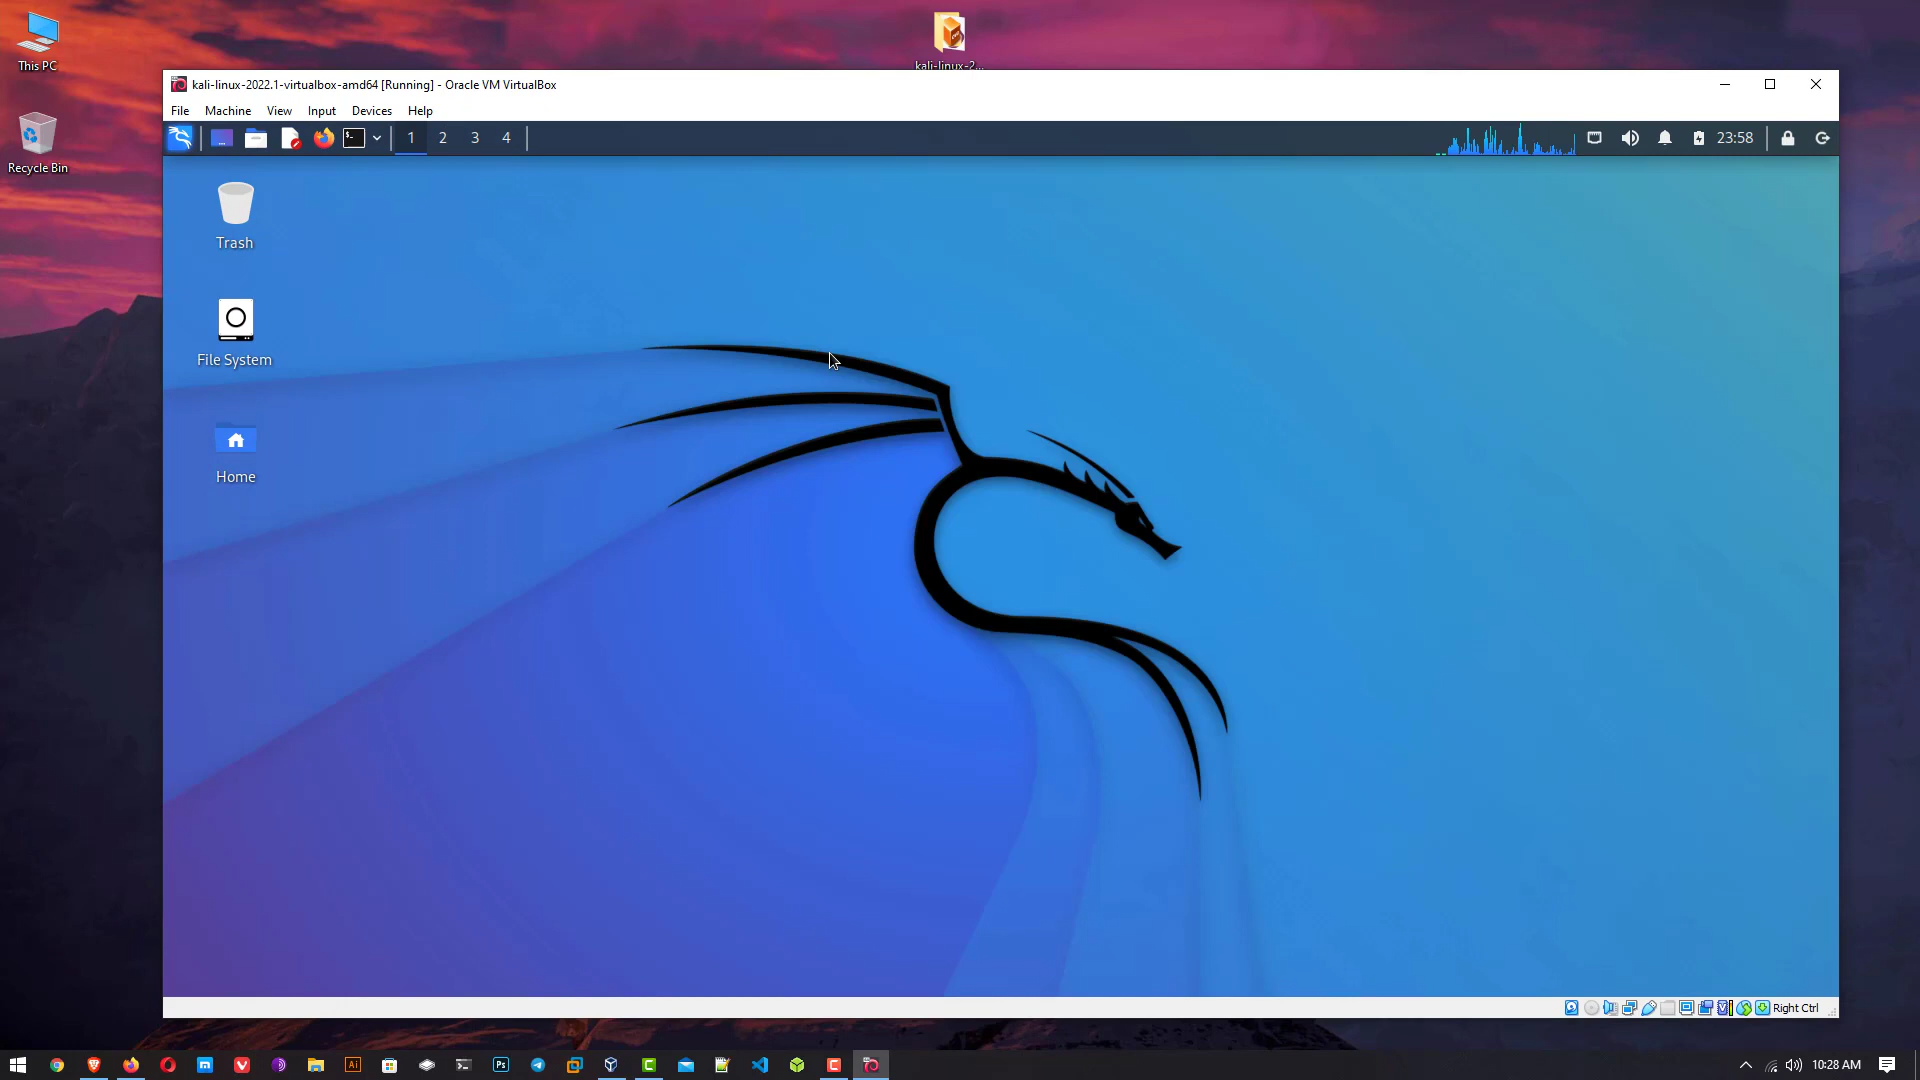 This PC
kali-linux-2...
Recycle Bin
kali-linux-2022.1-virtualbox-amd64 [Running] - Oracle VM VirtualBox
File Machine View Input Devices Help
1 2 3 4
23:58
Trash
File System
Home
Right Ctrl
Ai
Ps
10:28 AM